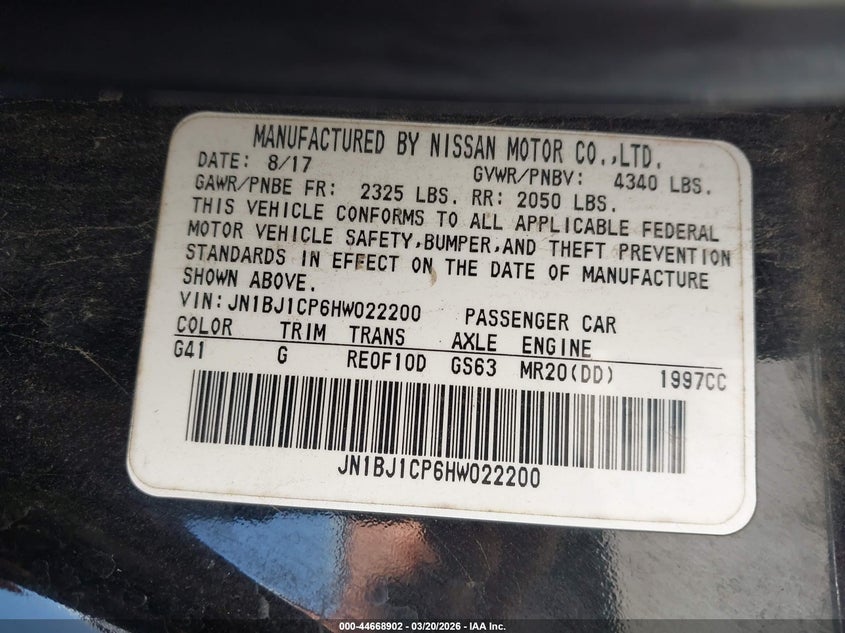 MANUFACTURED BY NISSAN MOTOR CO.,LTD.
DATE: 8/17 GVWR/PNBV: 4340 LBS.
GAWR/PNBE FR: 2325 LBS. RR: 2050 LBS.
THIS VEHICLE CONFORMS TO ALL APPLICABLE FEDERAL
MOTOR VEHICLE SAFETY,BUMPER,AND THEFT PREVENTION
STANDARDS IN EFFECT ON THE DATE OF MANUFACTURE
SHOWN ABOVE.
VIN:JN1BJ1CP6HW022200 PASSENGER CAR
COLOR TRIM TRANS AXLE ENGINE
G41 G RE0F10D GS63 MR20(DD) 1997CC
JN1BJ1CP6HW022200
000-44668902 - 03/20/2026 - IAA Inc.